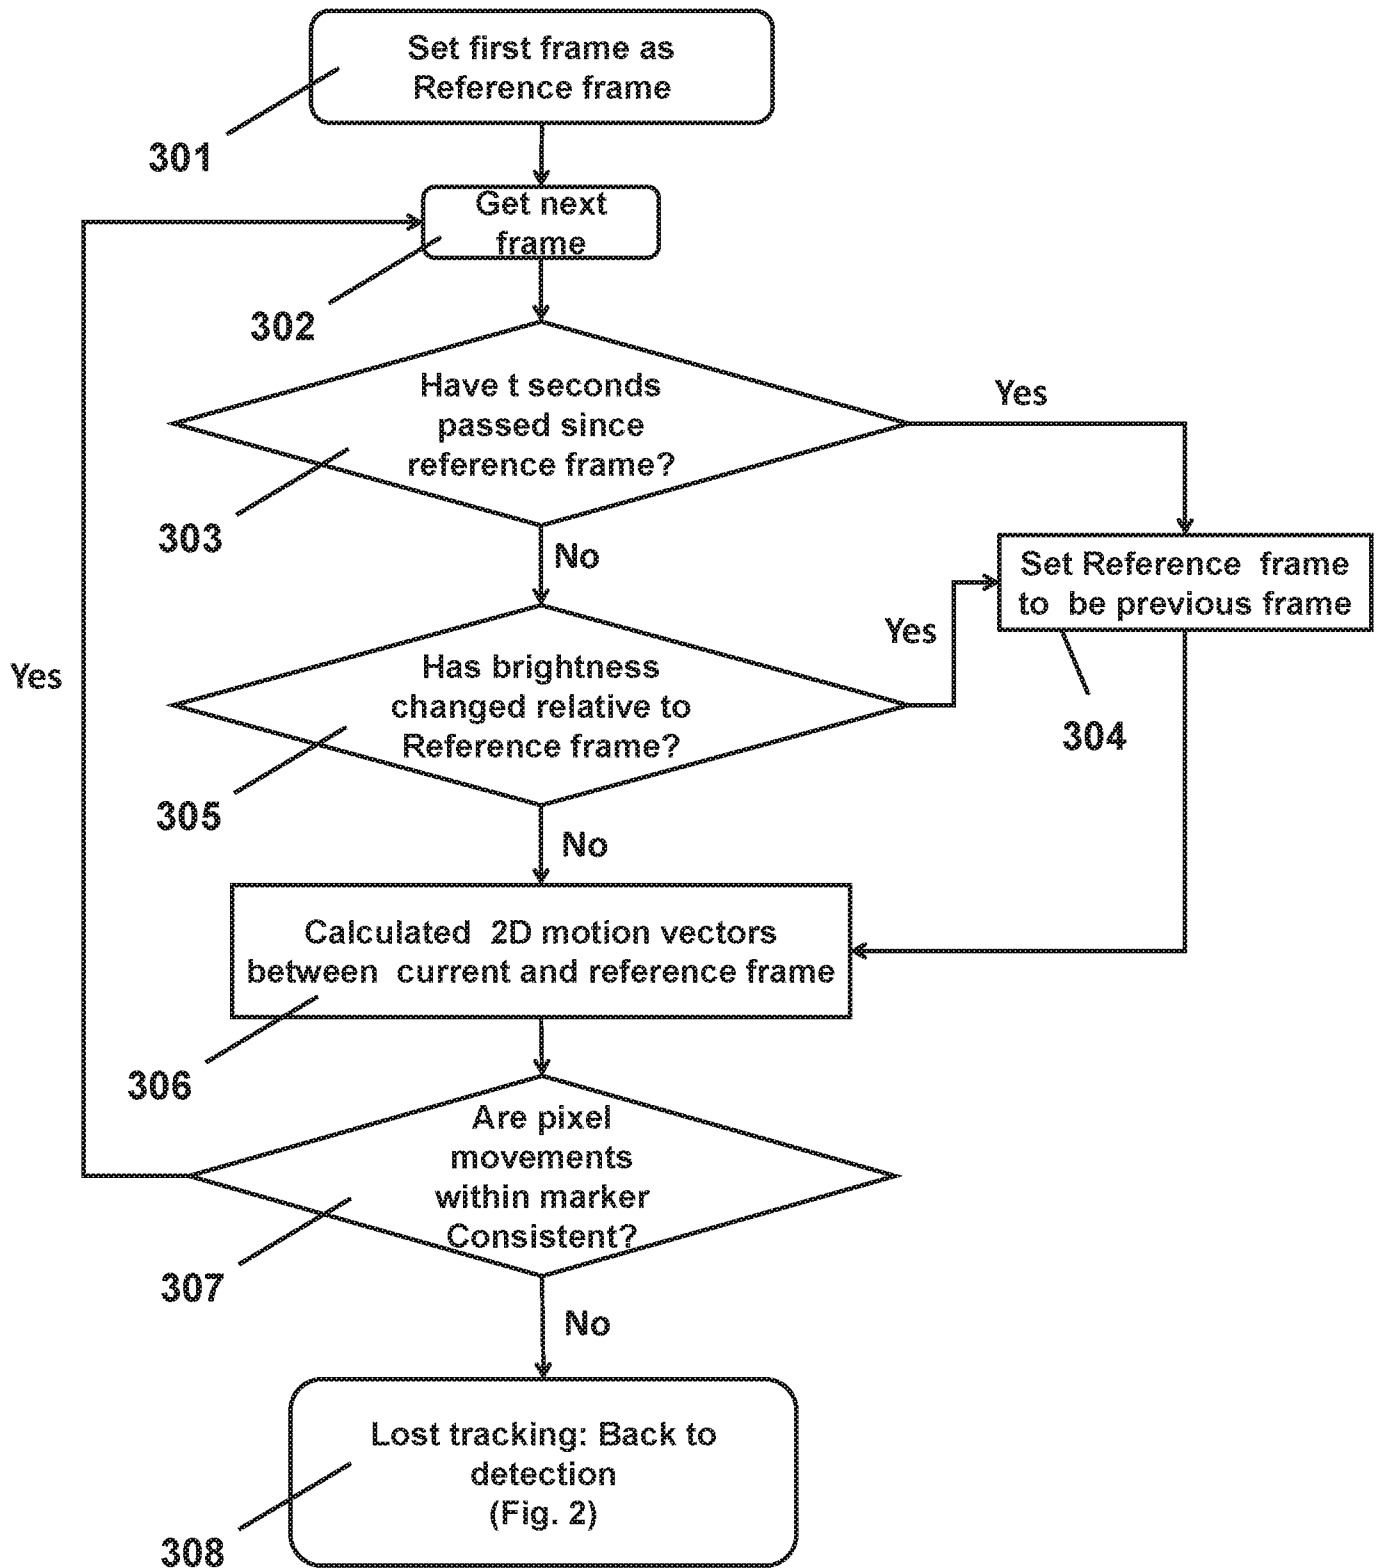 Set first frame as
Reference frame
301
Get next
frame
302
Have t seconds
passed since
reference frame?
Yes
303
No
Set Reference frame
to be previous frame
304
Has brightness
changed relative to
Reference frame?
Yes
Yes
305
No
Calculated 2D motion vectors
between current and reference frame
306
Are pixel
movements
within marker
Consistent?
307
No
Lost tracking: Back to
detection
(Fig. 2)
308